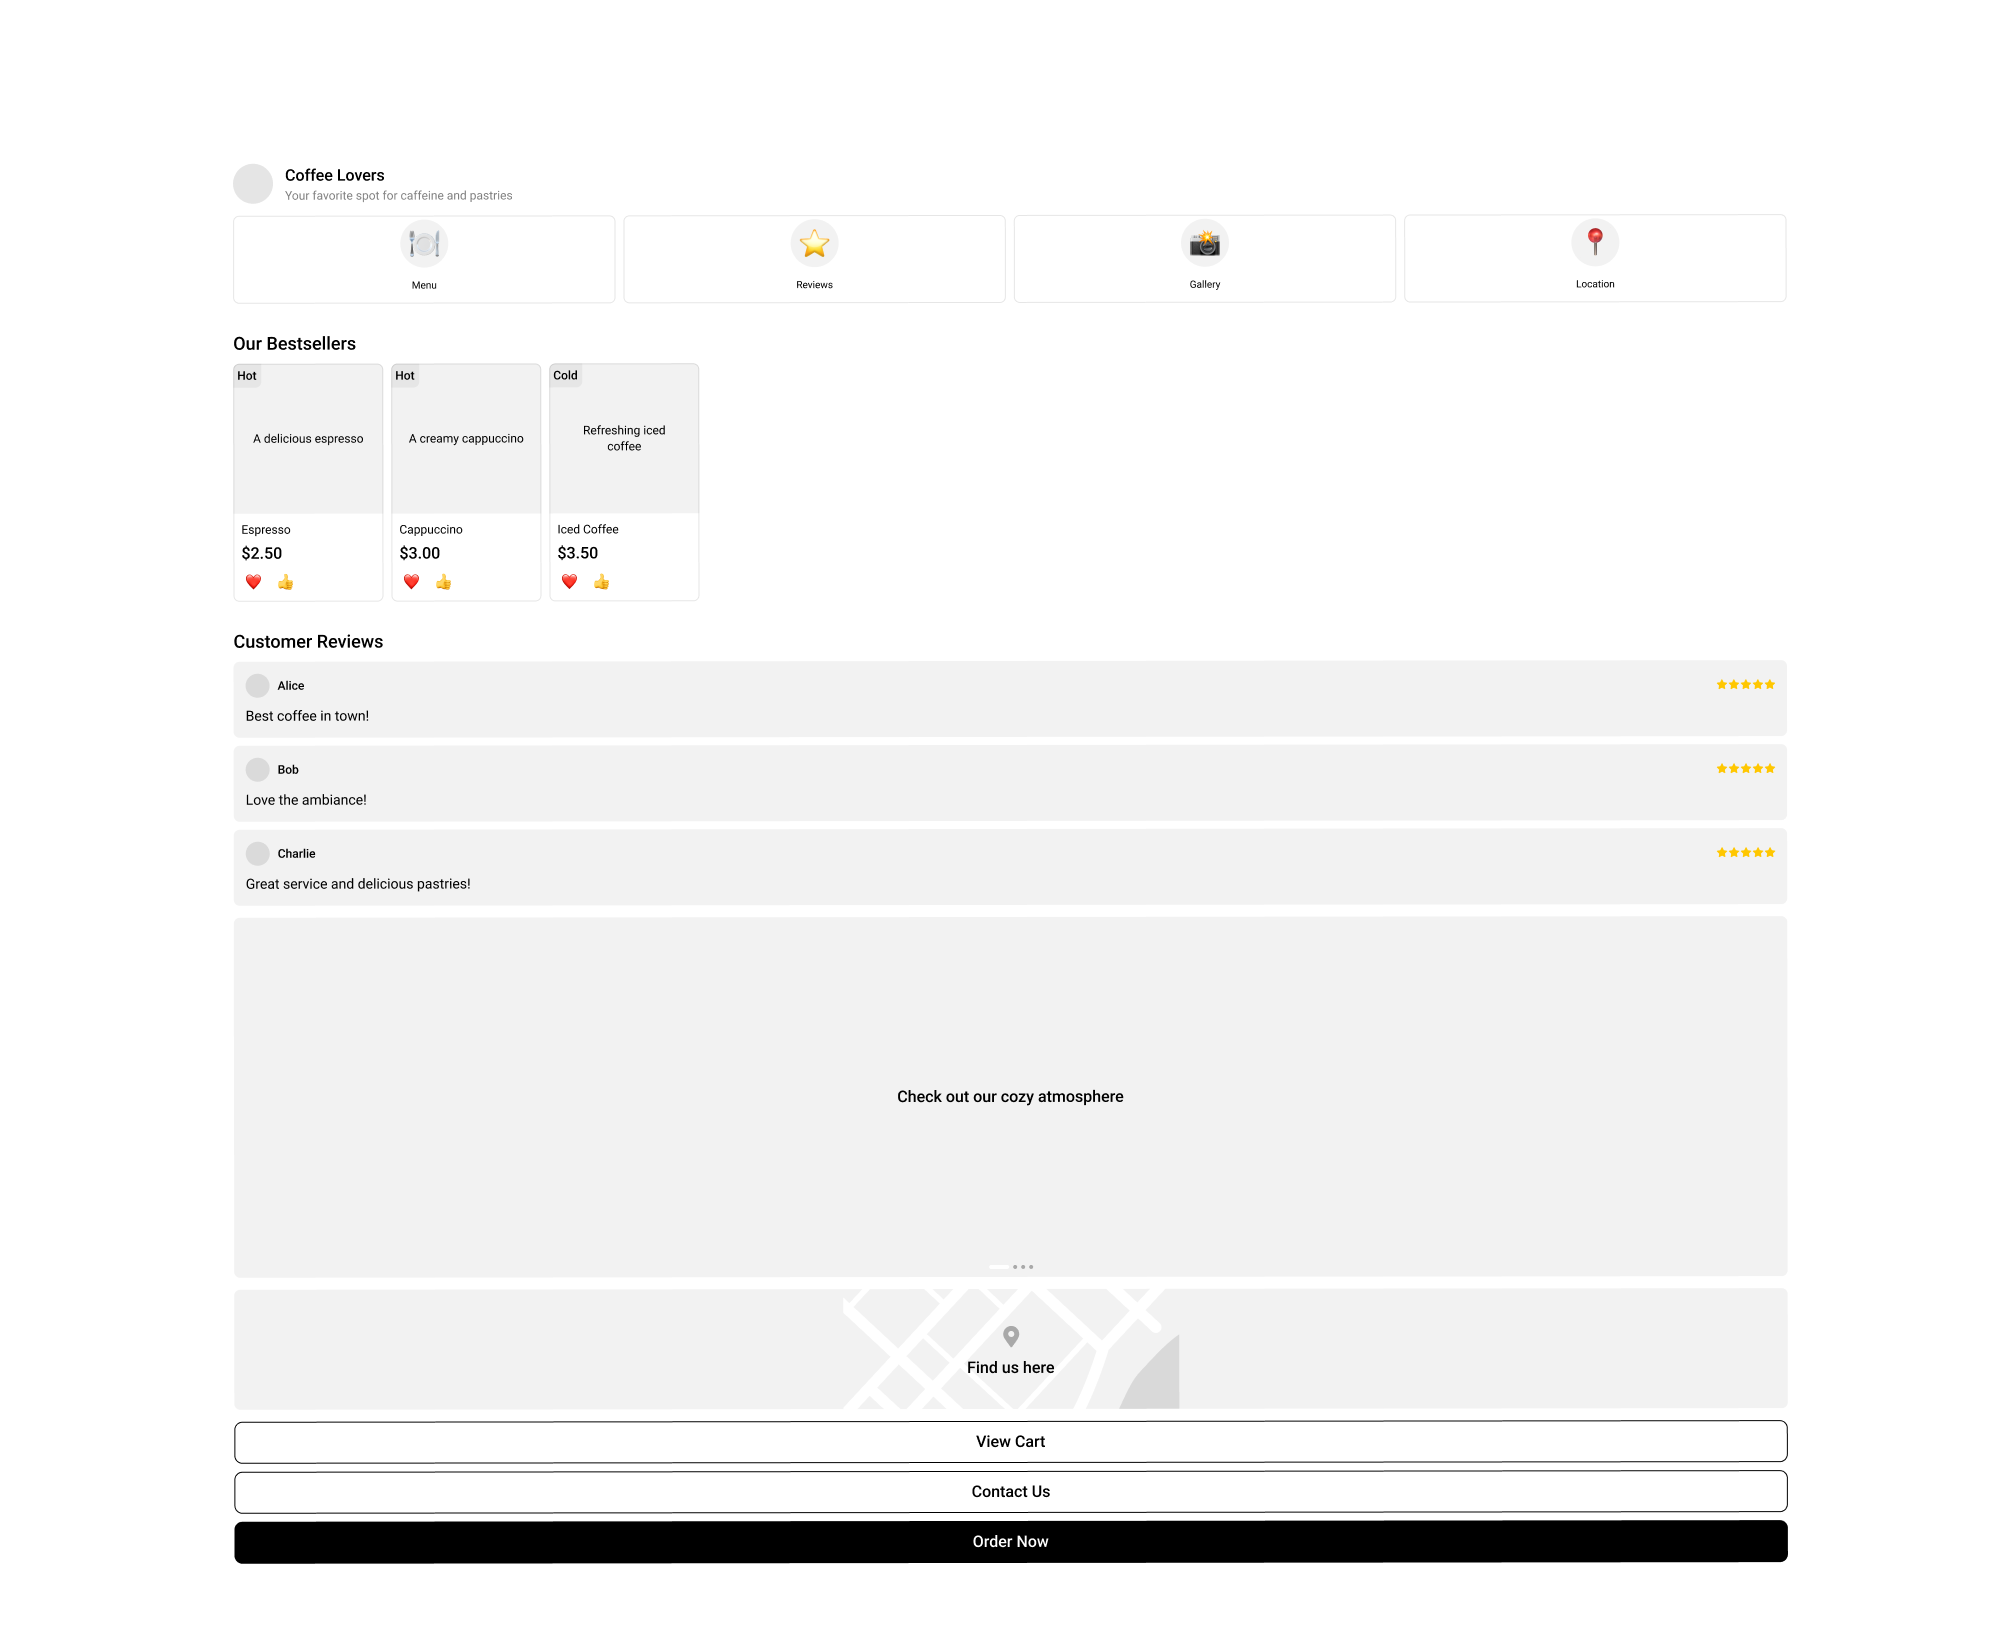 Coffee Lovers
Your favorite spot for caffeine and pastries
Menu
Reviews
Gallery
Location
Our Bestsellers
Hot
A delicious espresso
Espresso
$2.50
Hot
A creamy cappuccino
Cappuccino
$3.00
Cold
Refreshing iced
coffee
Iced Coffee
$3.50
Customer Reviews
Alice
Best coffee in town!
Bob
Love the ambiance!
Charlie
Great service and delicious pastries!
Check out our cozy atmosphere
Find us here
View Cart
Contact Us
Order Now